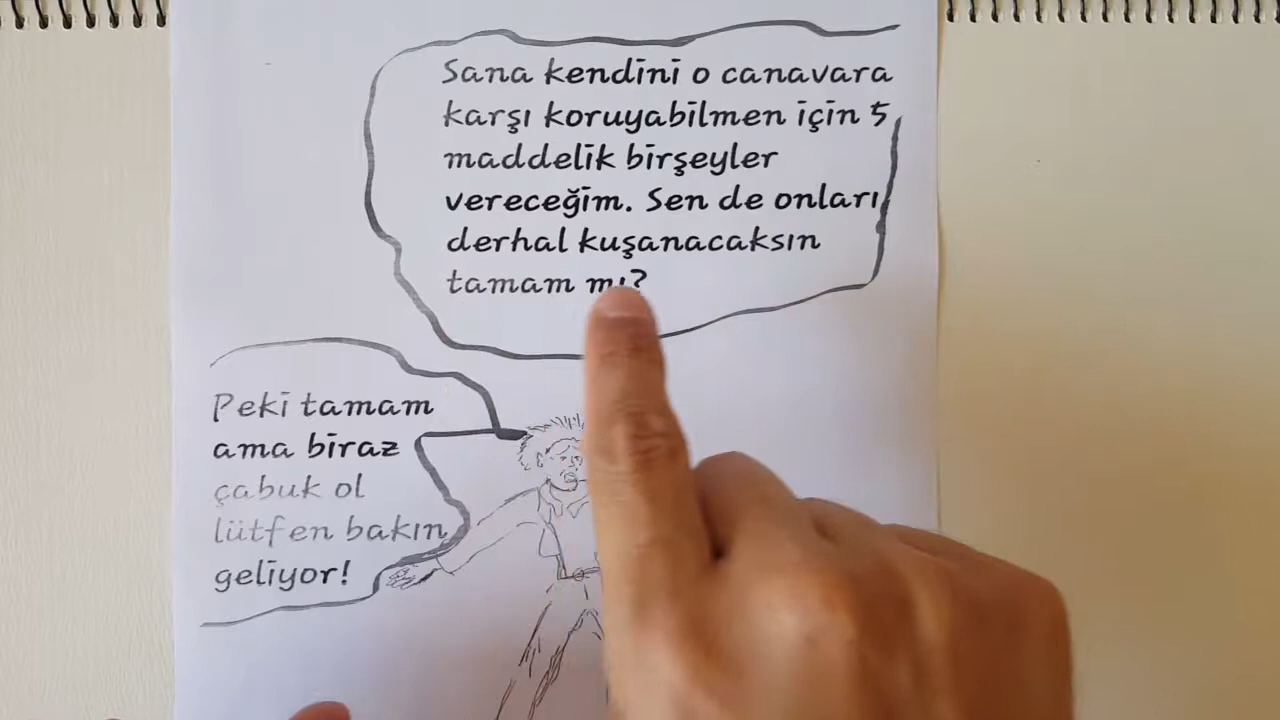 Sana kendini o canavara
karşı koruyabilmen için 5
maddelik birşeyler
vereceğim. Sen de onları
derhal kuşanacaksın
tamam mı?
Peki tamam
ama biraz
çabuk ol
lütfen bakın
geliyor!